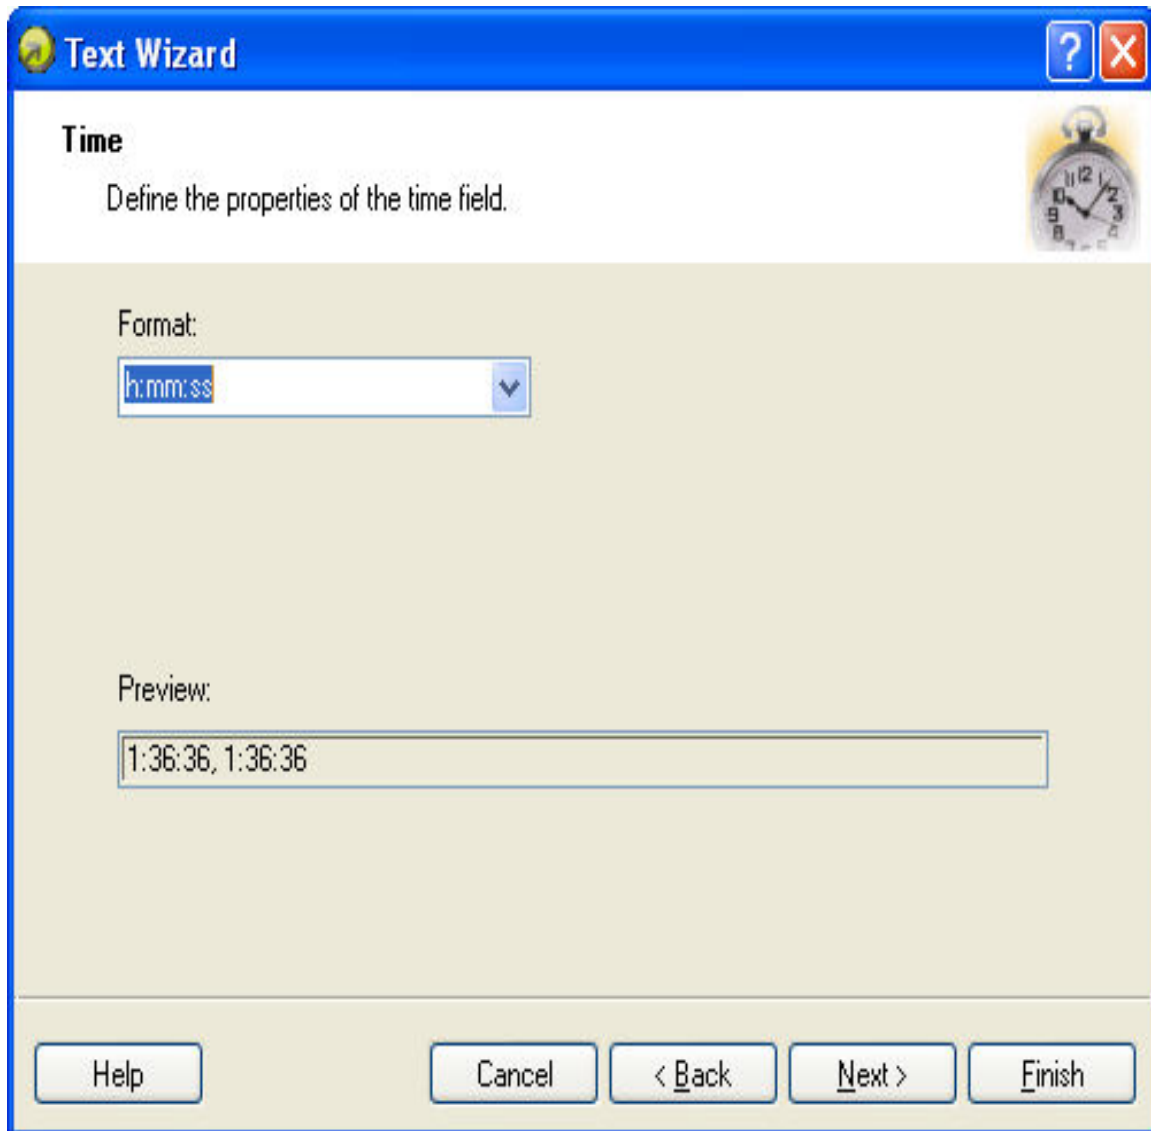 Text Wizard
Time
Define the properties of the time field.
Format:
h:mm:ss
Preview:
1:36:36, 1:36:36
Help
Cancel
< Back
Next >
Finish